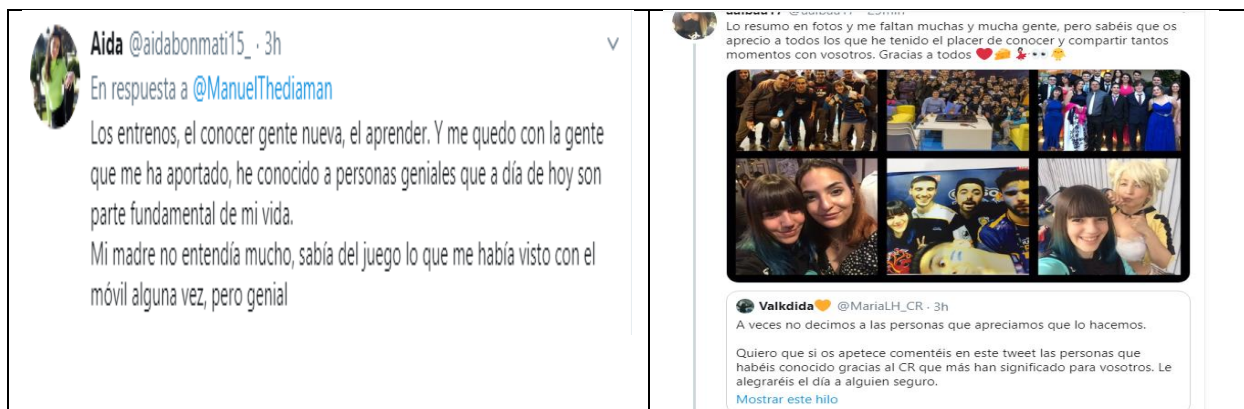 Aida @aidabonmati15_ · 3h
En respuesta a @ManuelThediaman
Los entrenos, el conocer gente nueva, el aprender. Y me quedo con la gente
que me ha aportado, he conocido a personas geniales que a día de hoy son
parte fundamental de mi vida.
Mi madre no entendía mucho, sabía del juego lo que me había visto con el
móvil alguna vez, pero genial
Lo resumo en fotos y me faltan muchas y mucha gente, pero sabéis que os
aprecio a todos los que he tenido el placer de conocer y compartir tantos
momentos con vosotros. Gracias a todos ❤️🧀💃👀🐥
Valkdida🧡 @MariaLH_CR · 3h
A veces no decimos a las personas que apreciamos que lo hacemos.
Quiero que si os apetece comentéis en este tweet las personas que
habéis conocido gracias al CR que más han significado para vosotros. Le
alegraréis el día a alguien seguro.
Mostrar este hilo